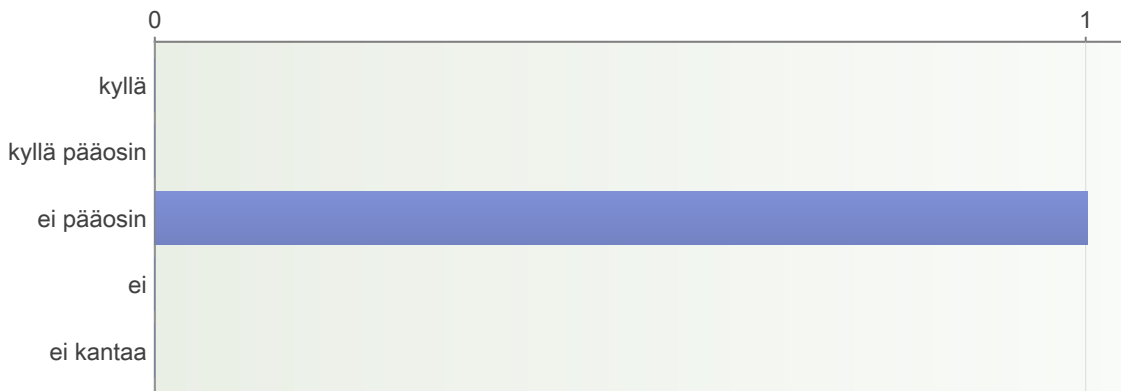 0 1
kyllä
kyllä pääosin
ei pääosin
ei
ei kantaa